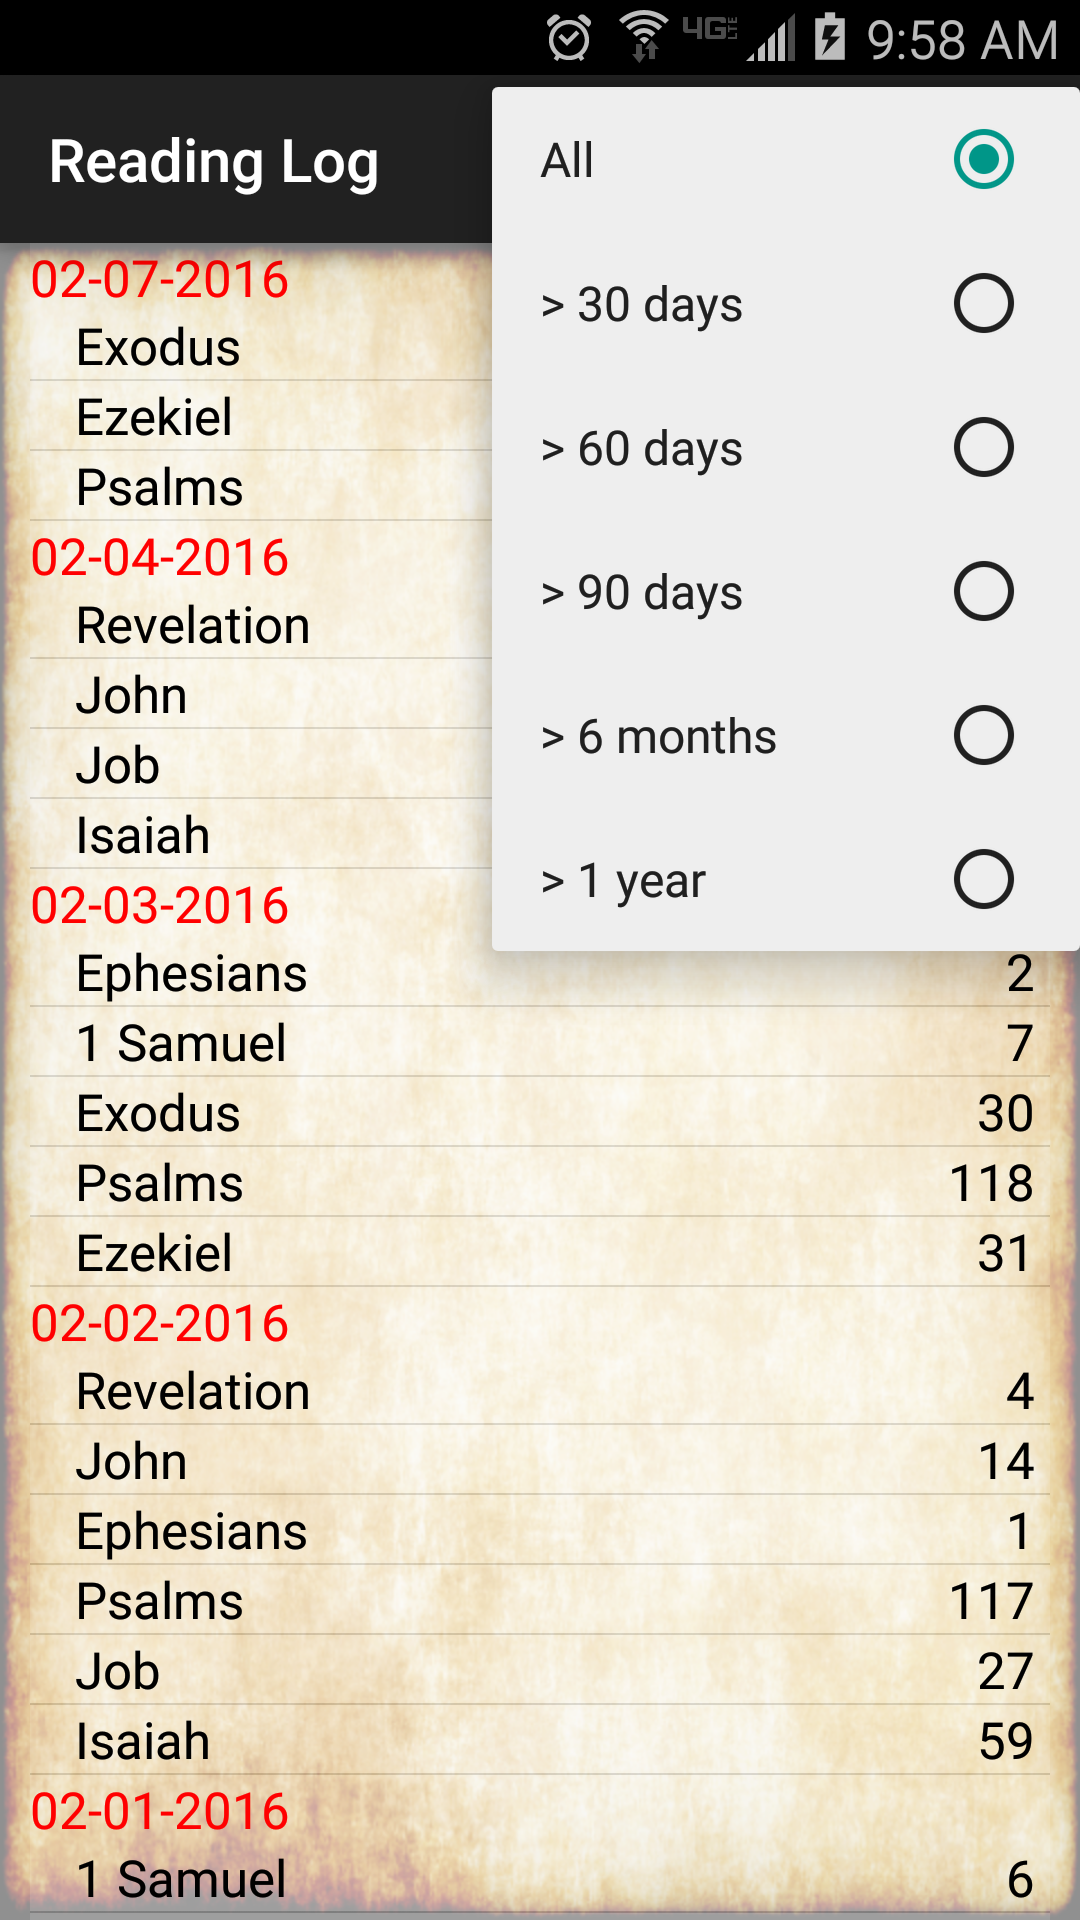 4G LTE 9:58 AM
Reading Log
All
> 30 days
> 60 days
> 90 days
> 6 months
> 1 year
02-07-2016
Exodus
Ezekiel
Psalms
02-04-2016
Revelation
John
Job
Isaiah
02-03-2016
Ephesians 2
1 Samuel 7
Exodus 30
Psalms 118
Ezekiel 31
02-02-2016
Revelation 4
John 14
Ephesians 1
Psalms 117
Job 27
Isaiah 59
02-01-2016
1 Samuel 6